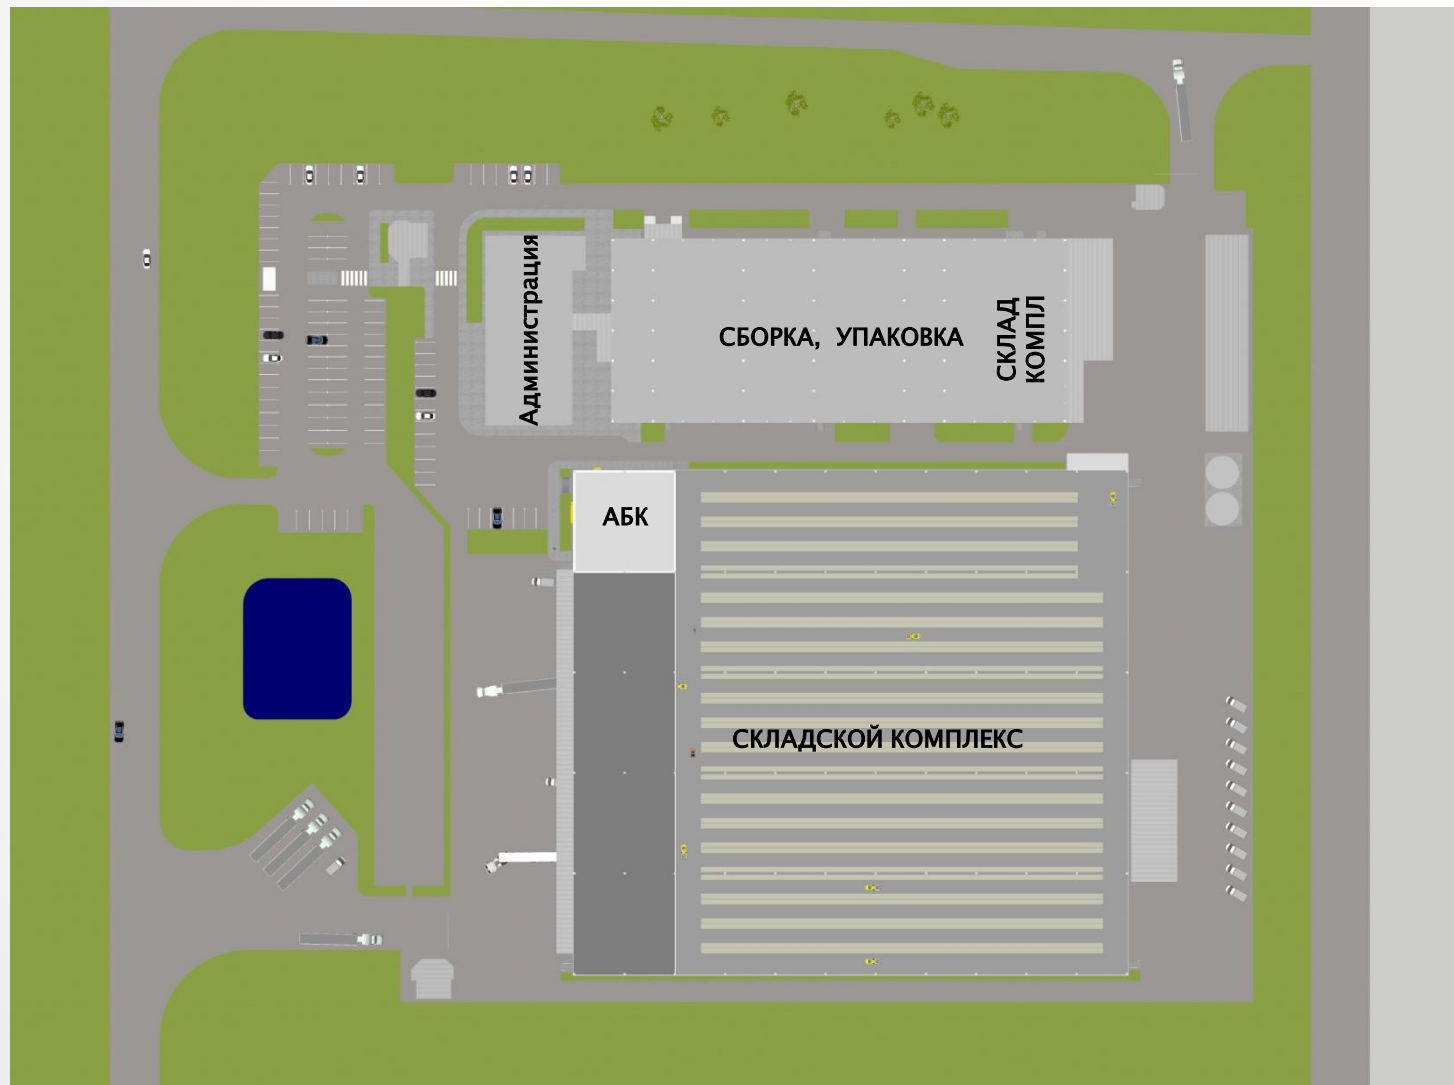 Администрация
СБОРКА, УПАКОВКА
СКЛАД
КОМПЛ
АБК
СКЛАДСКОЙ КОМПЛЕКС